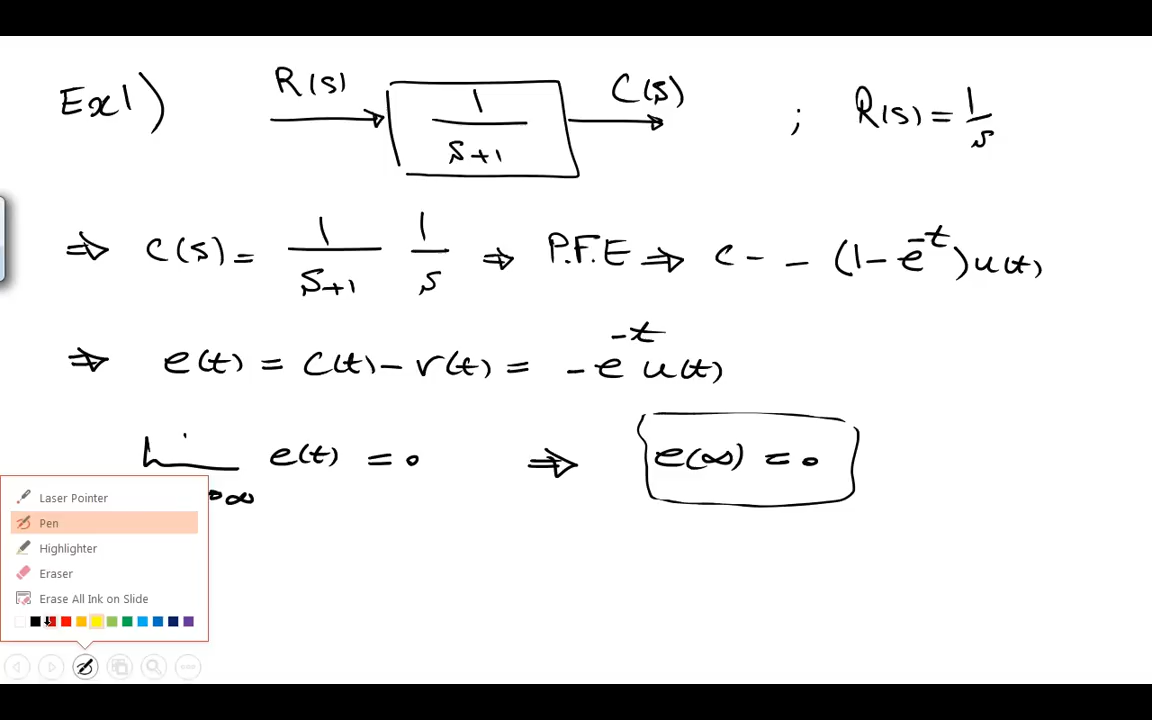 Ex1) R(s) 1/(s+1) C(s) ; R(s) = 1/s
⇒ C(s) = 1/(s+1) 1/s ⇒ P.F.E ⇒ C - - (1-e^-t)u(t)
⇒ e(t) = C(t) - r(t) = -e^-t u(t)
lim e(t) = 0 ⇒ e(∞) = 0
∞
Laser Pointer
Pen
Highlighter
Eraser
Erase All Ink on Slide